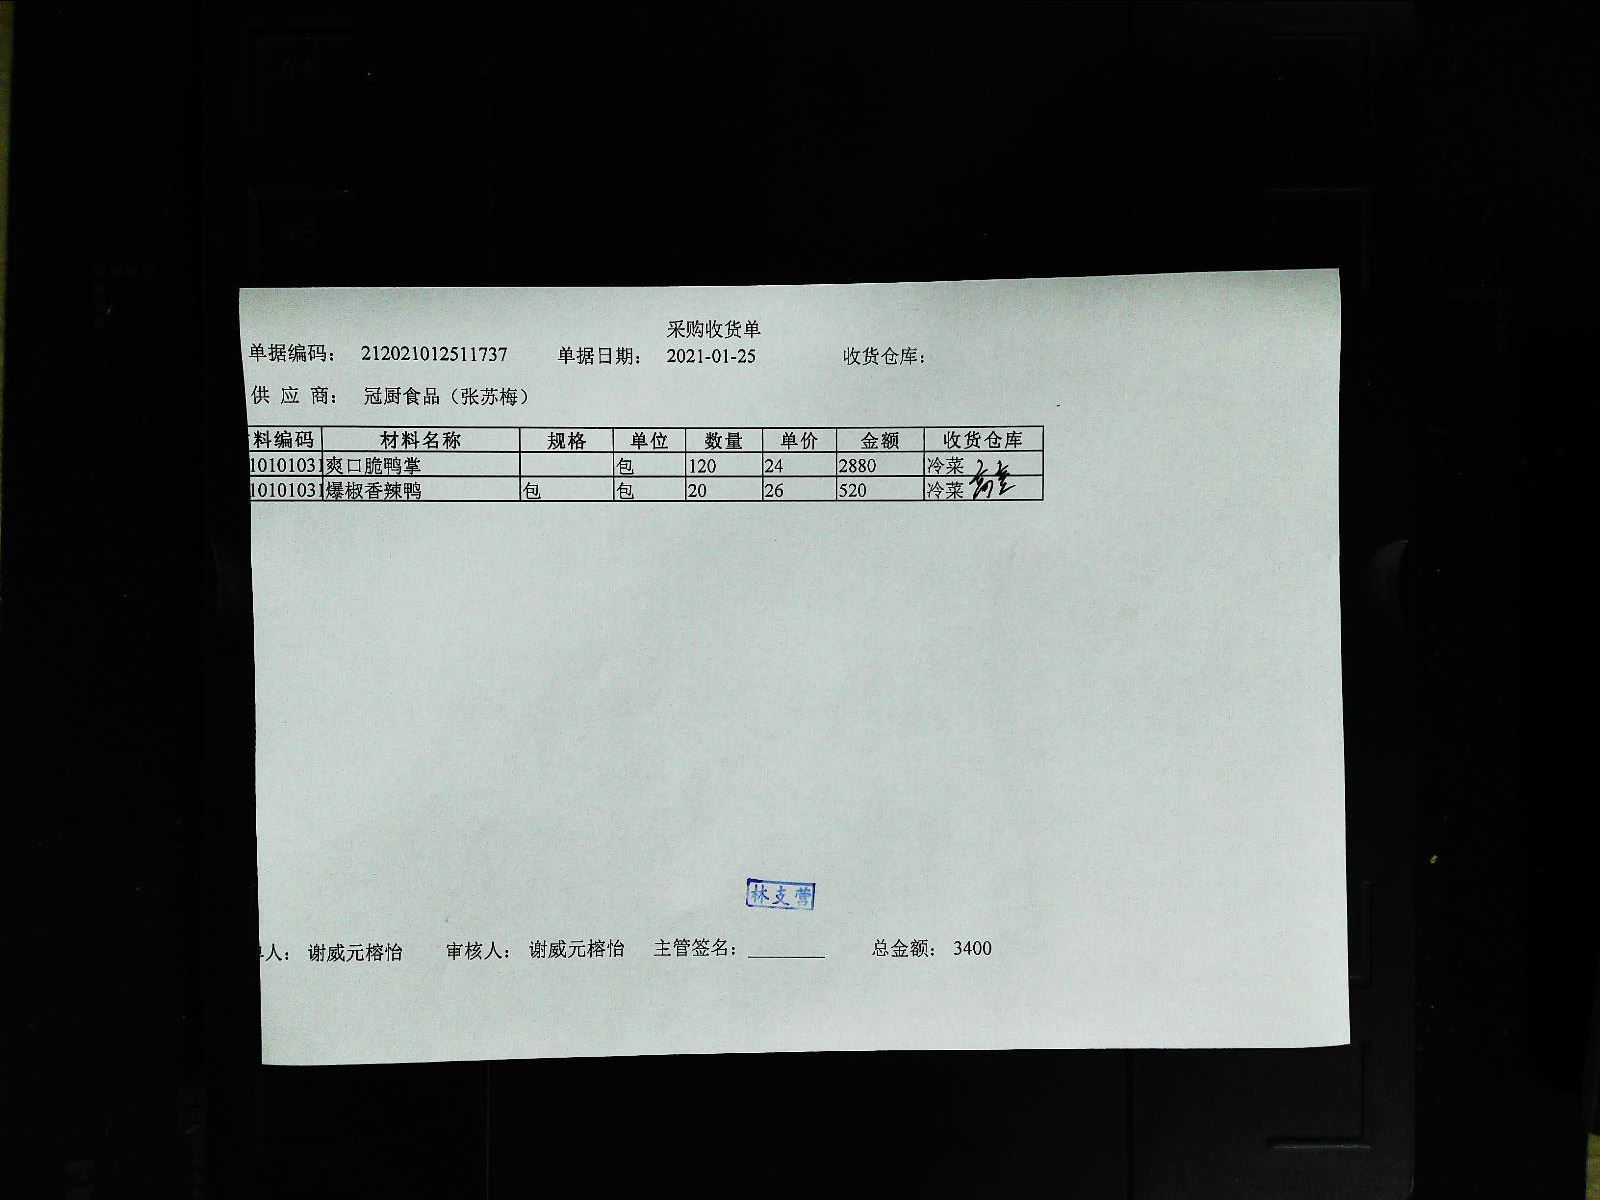 采购收货单
单据编码： 212021012511737 单据日期： 2021-01-25 收货仓库：
供 应 商： 冠厨食品（张苏梅）
料编码 材料名称 规格 单位 数量 单价 金额 收货仓库
10101031 爽口脆鸭掌 包 120 24 2880 冷菜
10101031 爆椒香辣鸭 包 包 20 26 520 冷菜
林支营
人： 谢威元榕怡 审核人： 谢威元榕怡 主管签名： 总金额： 3400